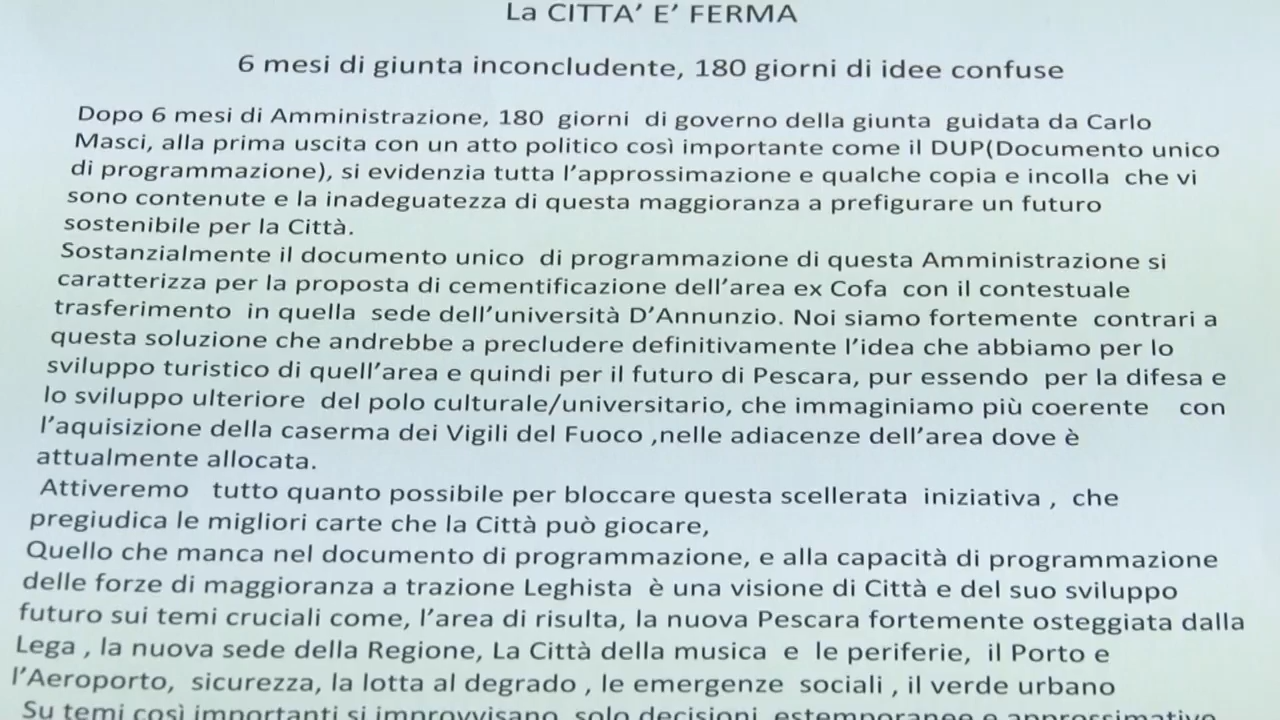 La CITTA' E' FERMA
6 mesi di giunta inconcludente, 180 giorni di idee confuse
Dopo 6 mesi di Amministrazione, 180 giorni di governo della giunta guidata da Carlo
Masci, alla prima uscita con un atto politico così importante come il DUP(Documento unico
di programmazione), si evidenzia tutta l'approssimazione e qualche copia e incolla che vi
sono contenute e la inadeguatezza di questa maggioranza a prefigurare un futuro
sostenibile per la Città.
Sostanzialmente il documento unico di programmazione di questa Amministrazione si
caratterizza per la proposta di cementificazione dell'area ex Cofa con il contestuale
trasferimento in quella sede dell'università D'Annunzio. Noi siamo fortemente contrari a
questa soluzione che andrebbe a precludere definitivamente l'idea che abbiamo per lo
sviluppo turistico di quell'area e quindi per il futuro di Pescara, pur essendo per la difesa e
lo sviluppo ulteriore del polo culturale/universitario, che immaginiamo più coerente con
l'aquisizione della caserma dei Vigili del Fuoco ,nelle adiacenze dell'area dove è
attualmente allocata.
Attiveremo tutto quanto possibile per bloccare questa scellerata iniziativa , che
pregiudica le migliori carte che la Città può giocare,
Quello che manca nel documento di programmazione, e alla capacità di programmazione
delle forze di maggioranza a trazione Leghista è una visione di Città e del suo sviluppo
futuro sui temi cruciali come, l'area di risulta, la nuova Pescara fortemente osteggiata dalla
Lega , la nuova sede della Regione, La Città della musica e le periferie, il Porto e
l'Aeroporto, sicurezza, la lotta al degrado , le emergenze sociali , il verde urbano
Su temi così importanti si improvvisano solo decisioni estemporanee e approssimative